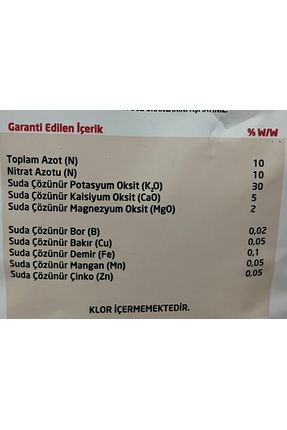 Garanti Edilen İçerik % W/W
Toplam Azot (N) 10
Nitrat Azotu (N) 10
Suda Çözünür Potasyum Oksit (K₂O) 30
Suda Çözünür Kalsiyum Oksit (CaO) 5
Suda Çözünür Magnezyum Oksit (MgO) 2
Suda Çözünür Bor (B) 0,02
Suda Çözünür Bakır (Cu) 0,05
Suda Çözünür Demir (Fe) 0,1
Suda Çözünür Mangan (Mn) 0,05
Suda Çözünür Çinko (Zn) 0,05
KLOR İÇERMEMEKTEDİR.